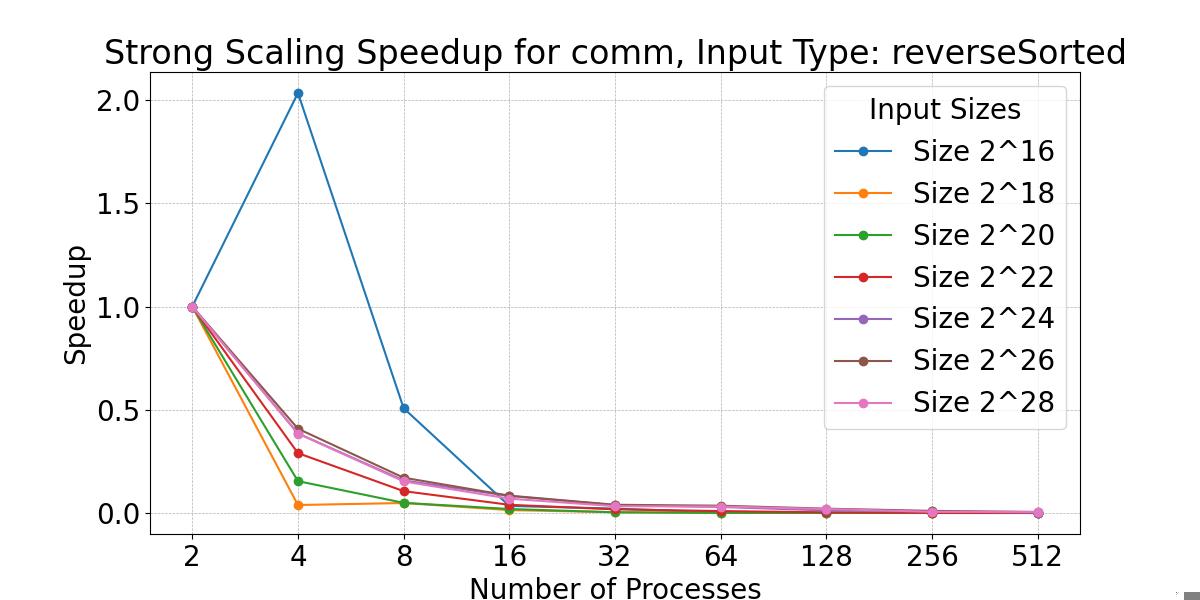 Strong Scaling Speedup for comm, Input Type: reverseSorted
Speedup
2.0
1.5
1.0
0.5
0.0
Input Sizes
Size 2^16
Size 2^18
Size 2^20
Size 2^22
Size 2^24
Size 2^26
Size 2^28
2 4 8 16 32 64 128 256 512
Number of Processes